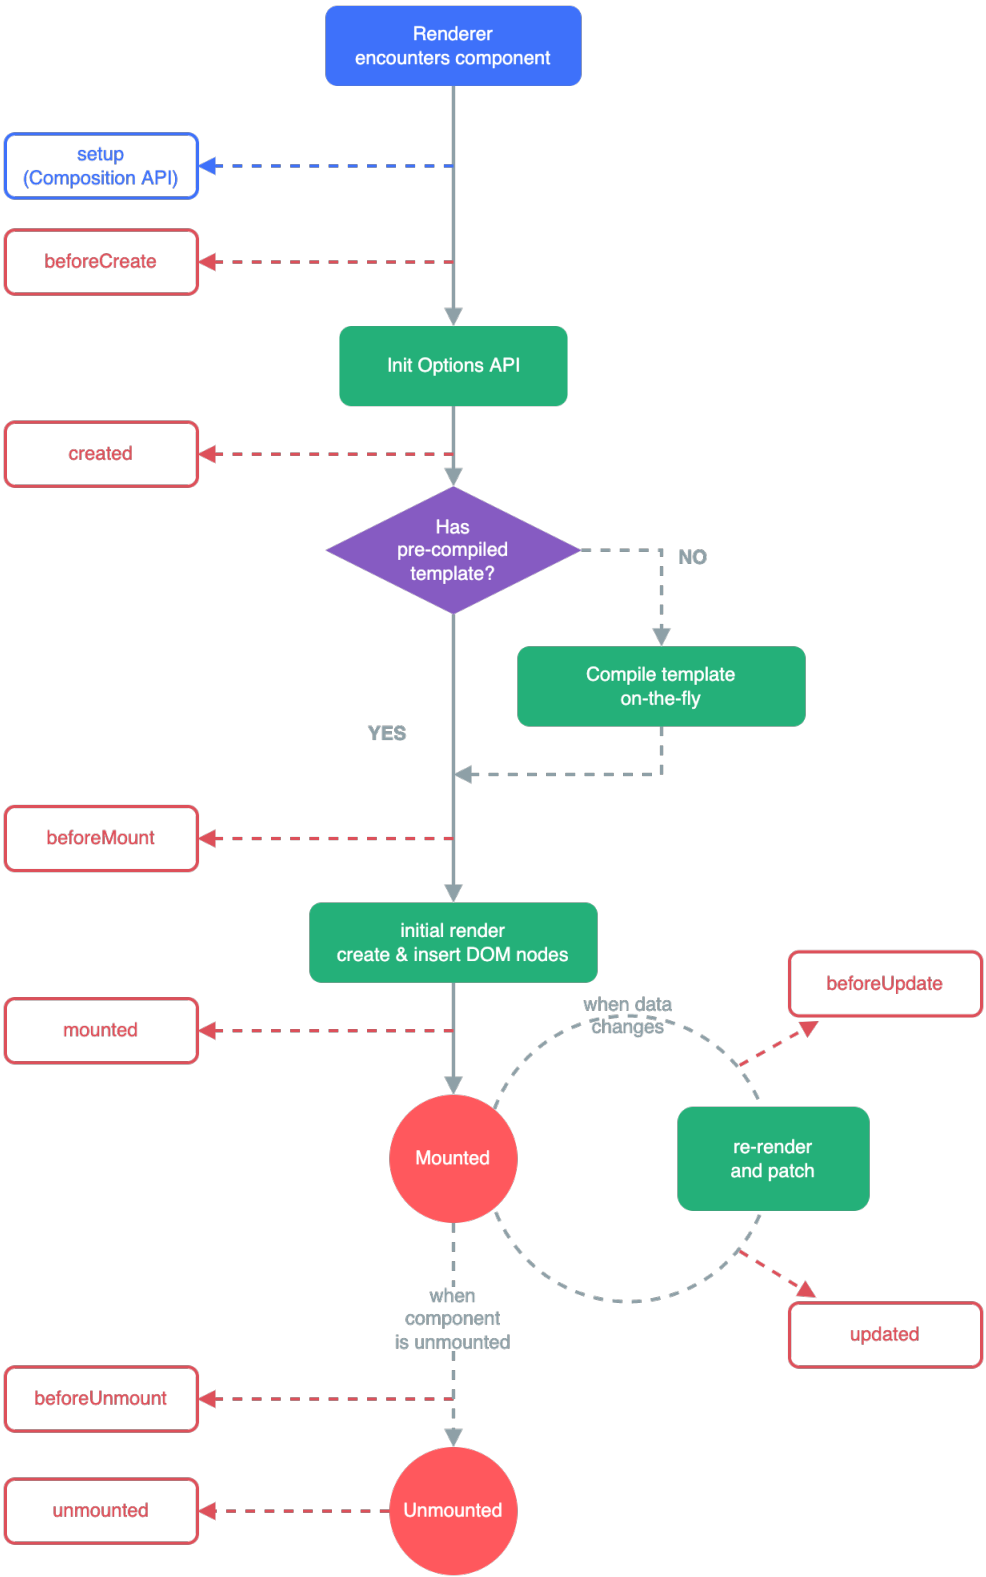 Renderer
encounters component
setup
(Composition API)
beforeCreate
Init Options API
created
Has
pre-compiled
template?
NO
Compile template
on-the-fly
YES
beforeMount
initial render
create & insert DOM nodes
mounted
when data
changes
beforeUpdate
Mounted
re-render
and patch
when
component
is unmounted
updated
beforeUnmount
unmounted
Unmounted